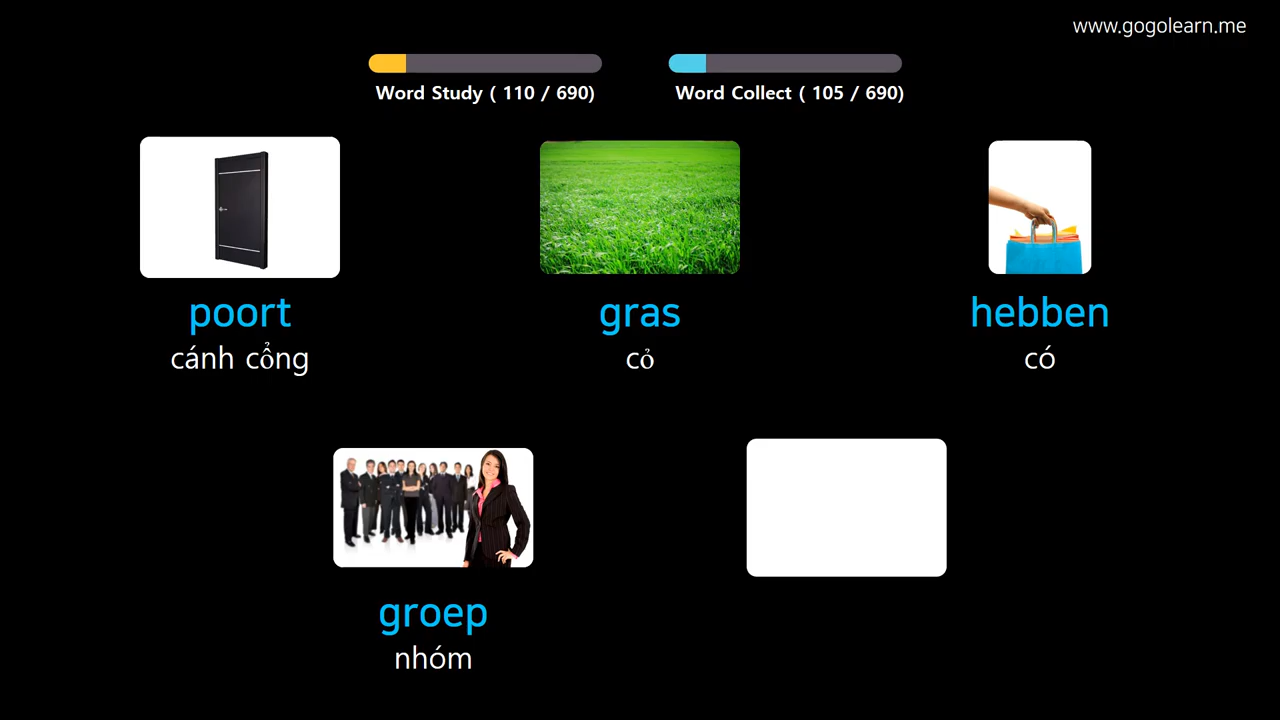 www.gogolearn.me
Word Study ( 110 / 690)
Word Collect ( 105 / 690)
poort
cánh cổng
gras
cỏ
hebben
có
groep
nhóm